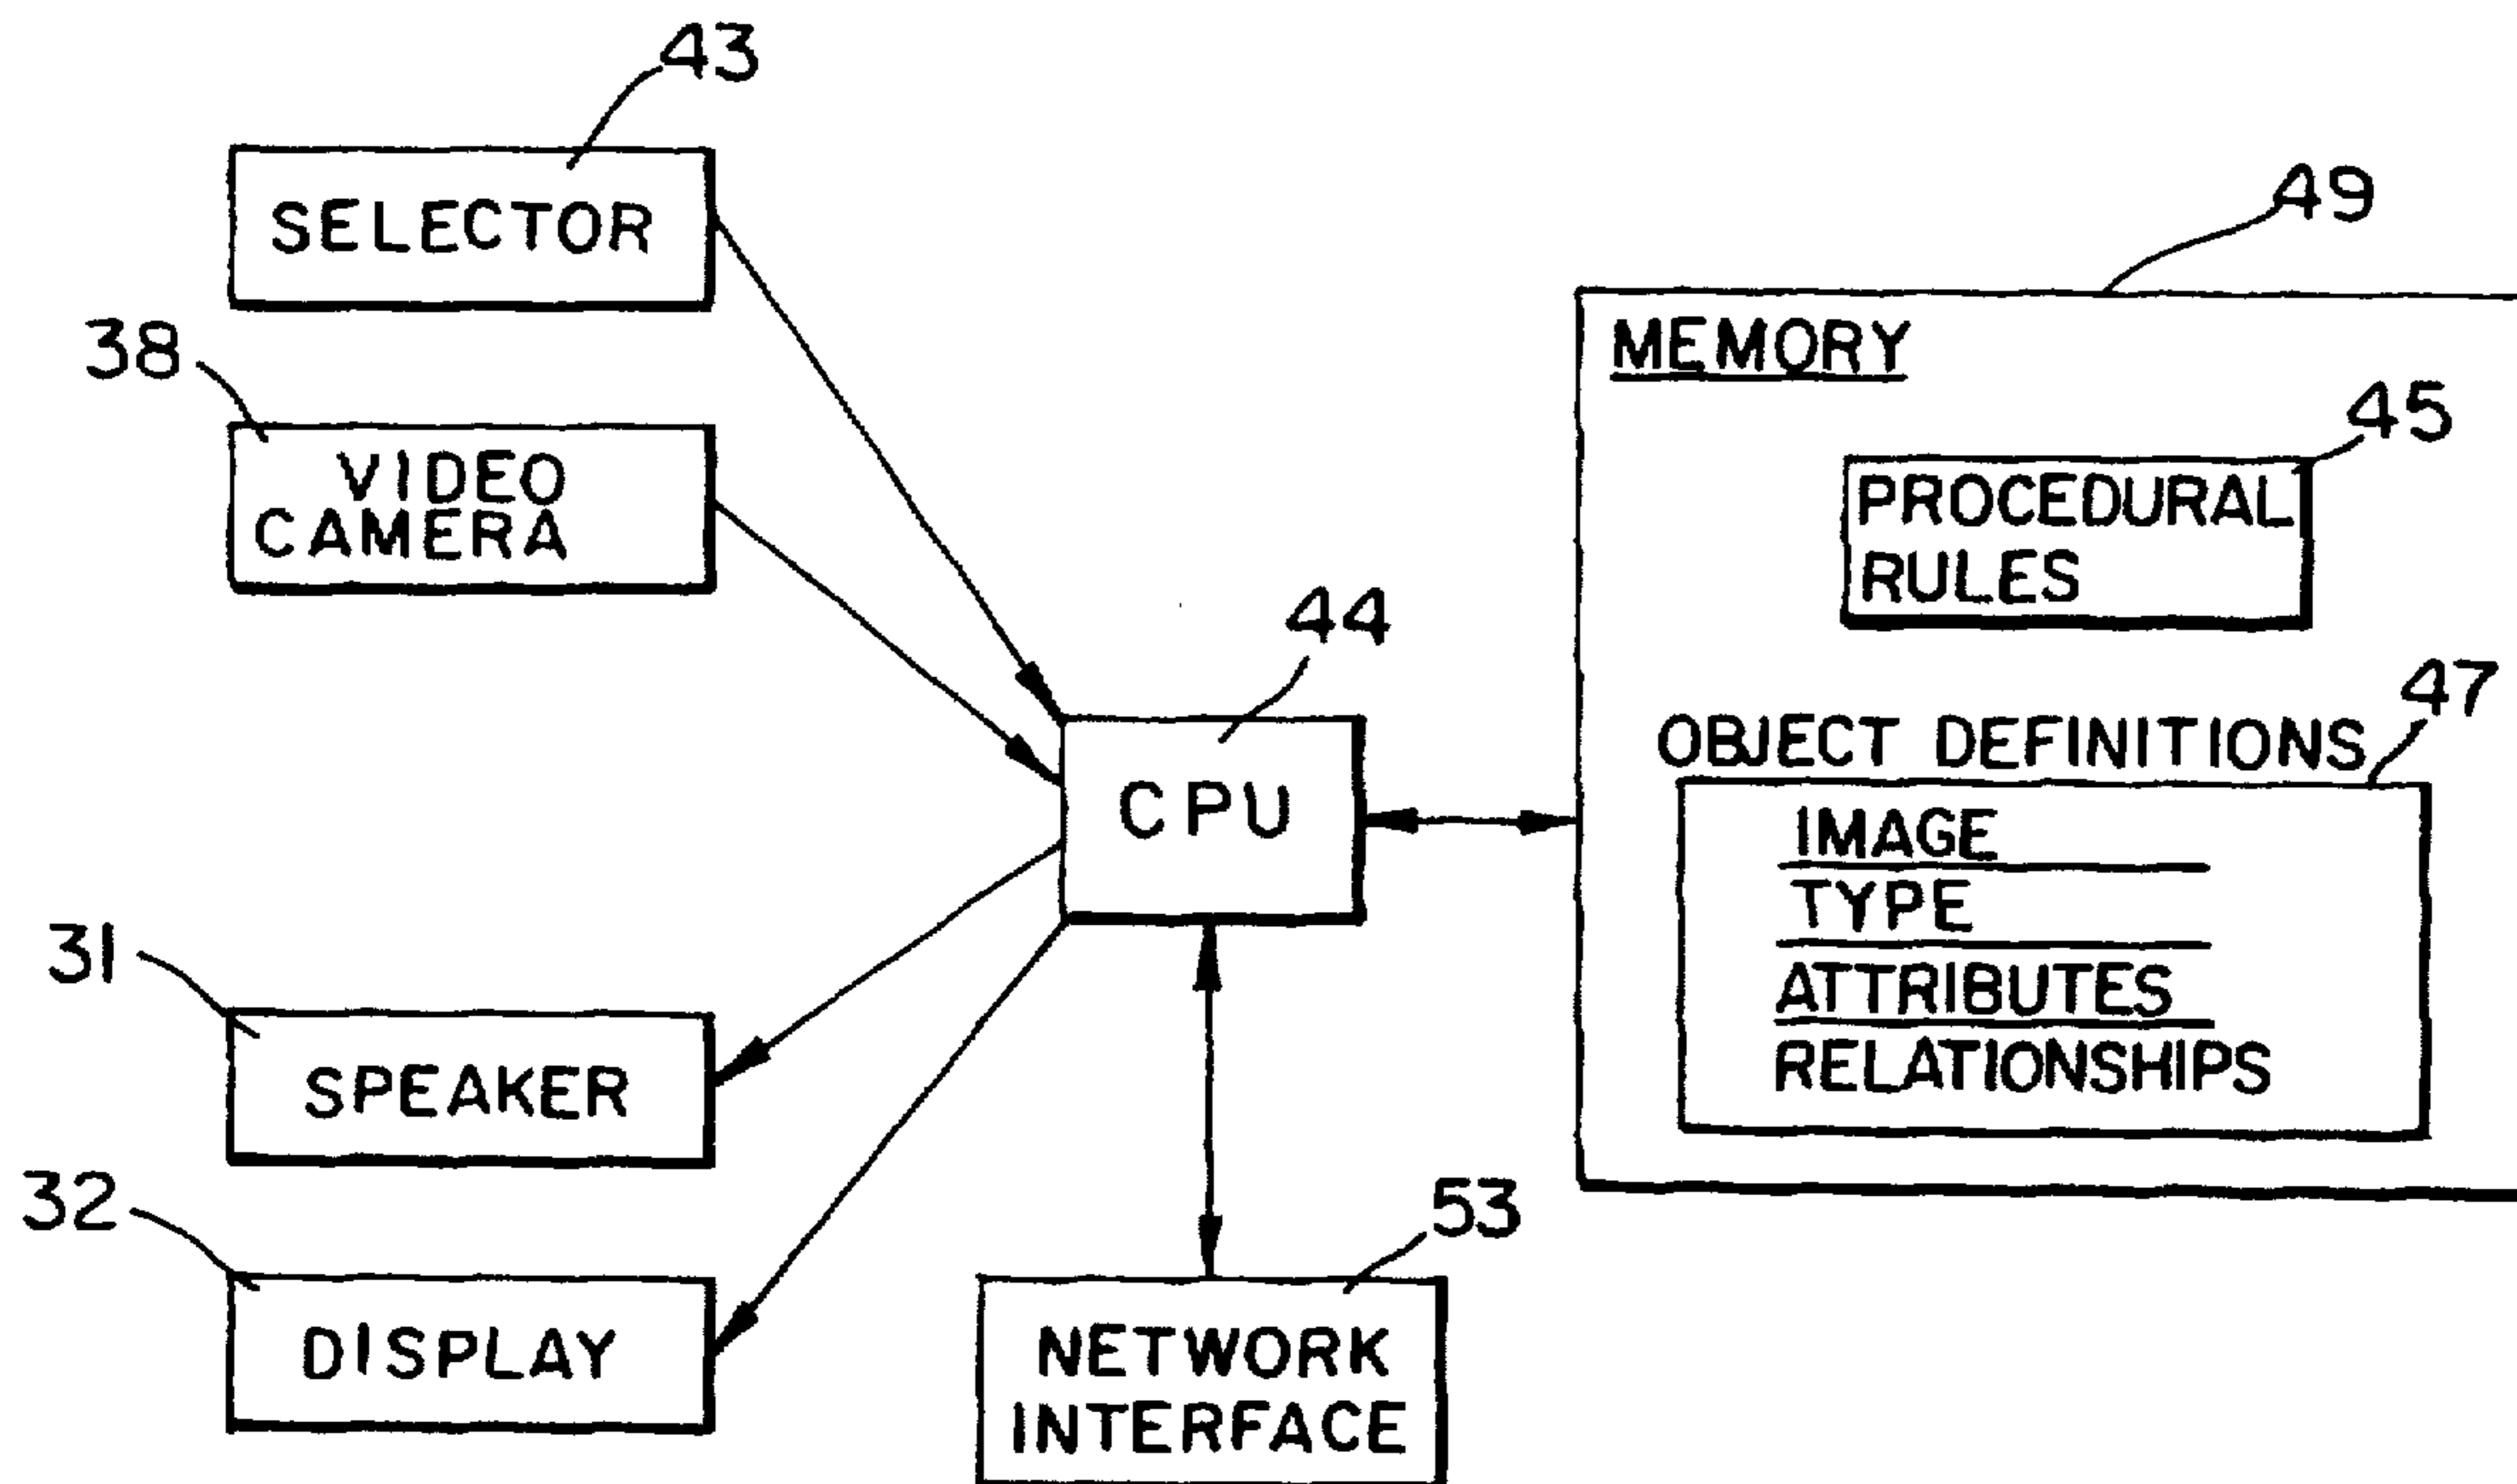 43
SELECTOR
38
VIDEO
CAMERA
44
CPU
31
SPEAKER
32
DISPLAY
53
NETWORK
INTERFACE
49
MEMORY
45
PROCEDURAL
RULES
47
OBJECT DEFINITIONS
IMAGE
TYPE
ATTRIBUTES
RELATIONSHIPS